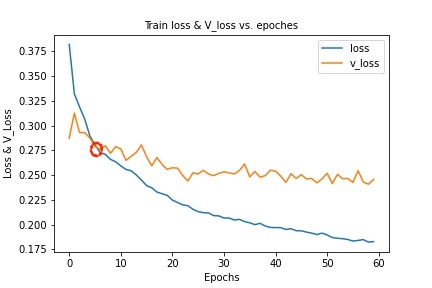 Train loss & V_loss vs. epoches
loss
v_loss
Loss & V_Loss
0.375
0.350
0.325
0.300
0.275
0.250
0.225
0.200
0.175
0 10 20 30 40 50 60
Epochs